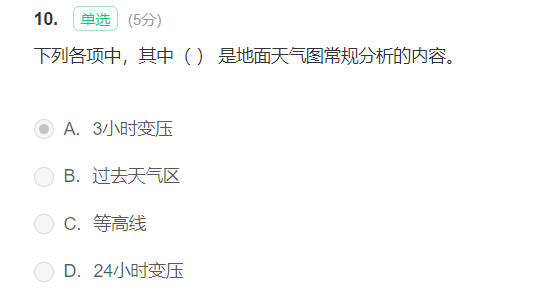 10. 单选 (5分)
下列各项中，其中（ ） 是地面天气图常规分析的内容。
A. 3小时变压
B. 过去天气区
C. 等高线
D. 24小时变压